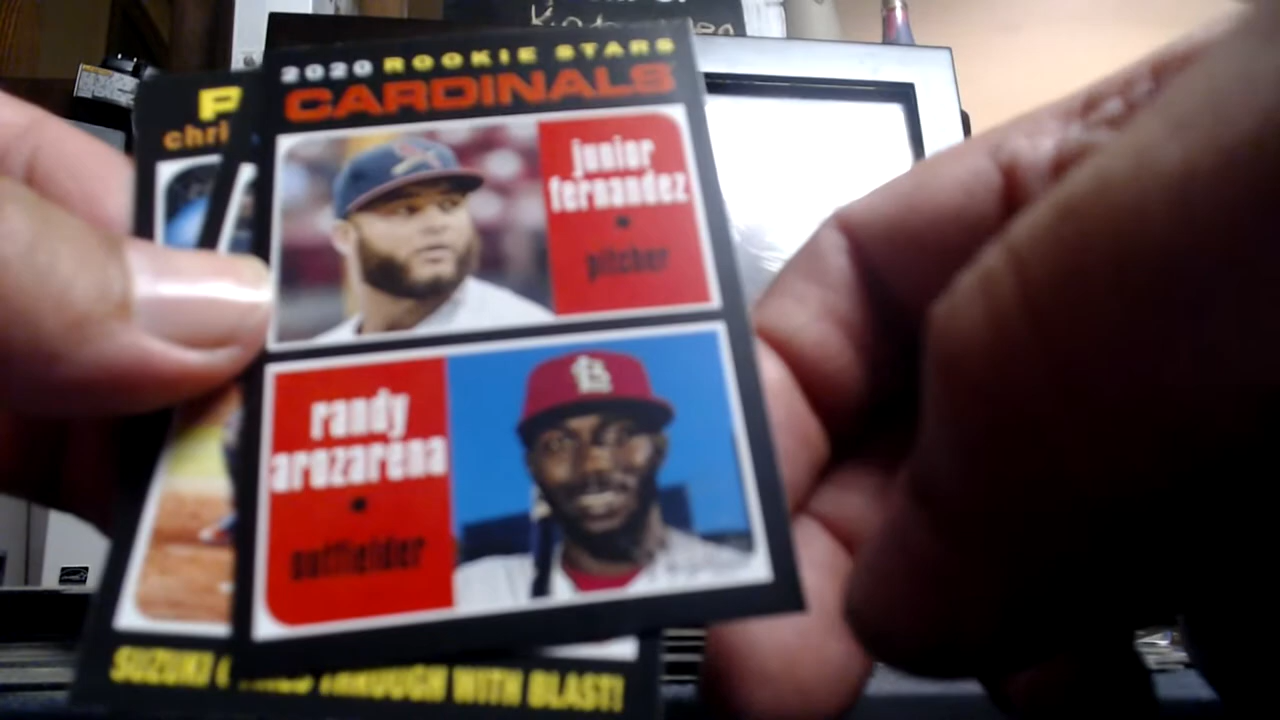 2020 ROOKIE STARS
CARDINALS
junior
fernandez
pitcher
randy
arozarena
outfielder
P
chri
SUZUKI
THROUGH WITH BLAST!